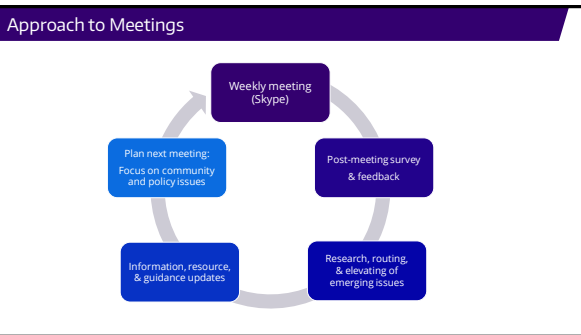 Approach to Meetings
Weekly meeting
(Skype)
Post-meeting survey
& feedback
Research, routing,
& elevating of
emerging issues
Information, resource,
& guidance updates
Plan next meeting:
Focus on community
and policy issues